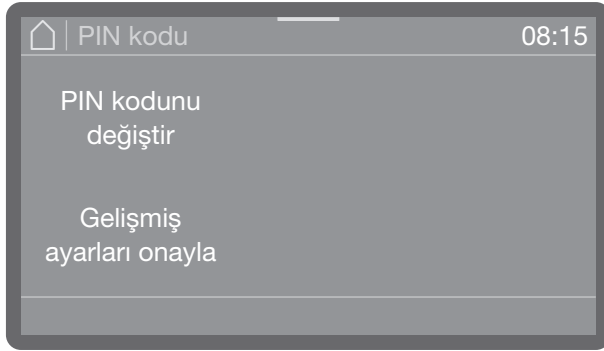 PIN kodu 08:15
PIN kodunu
değiştir
Gelişmiş
ayarları onayla